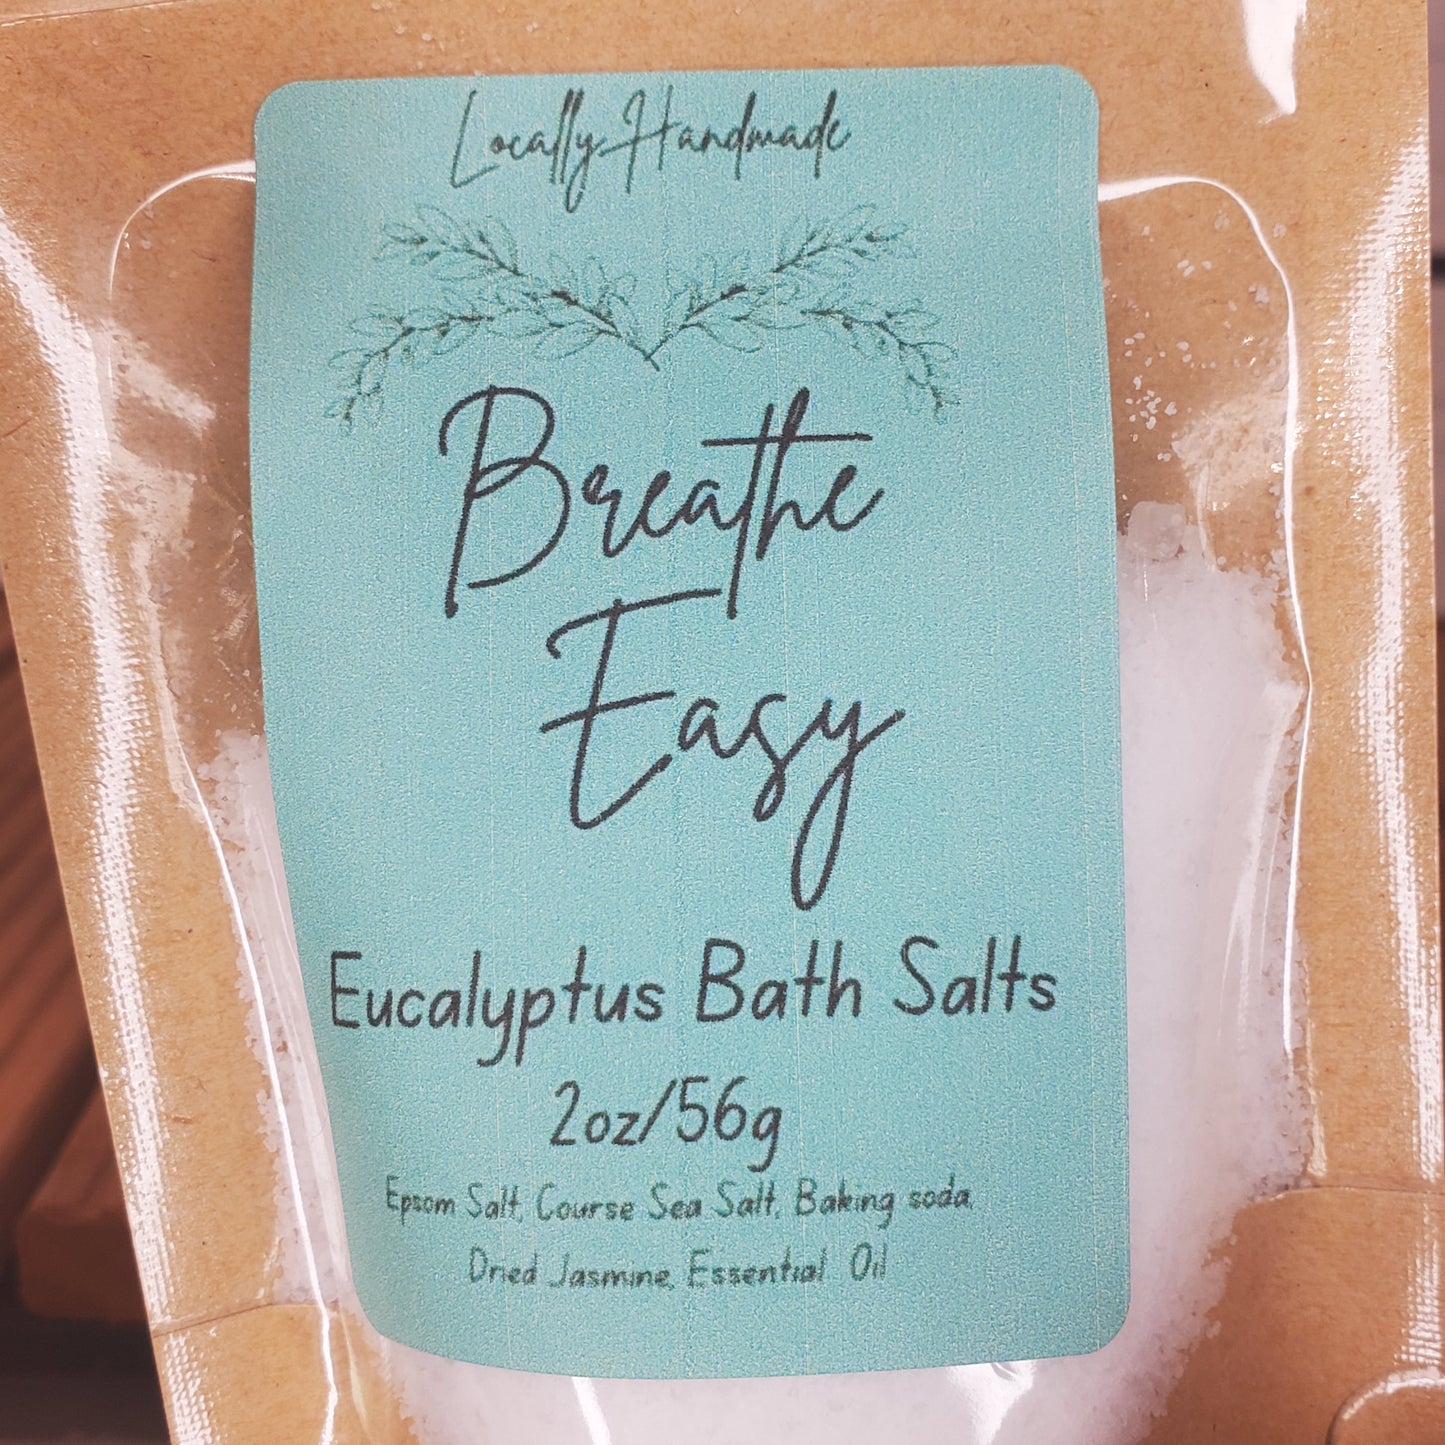 Locally Handmade
Breathe
Easy
Eucalyptus Bath Salts
2oz/56g
Epsom Salt, Course Sea Salt, Baking soda,
Dried Jasmine, Essential Oil